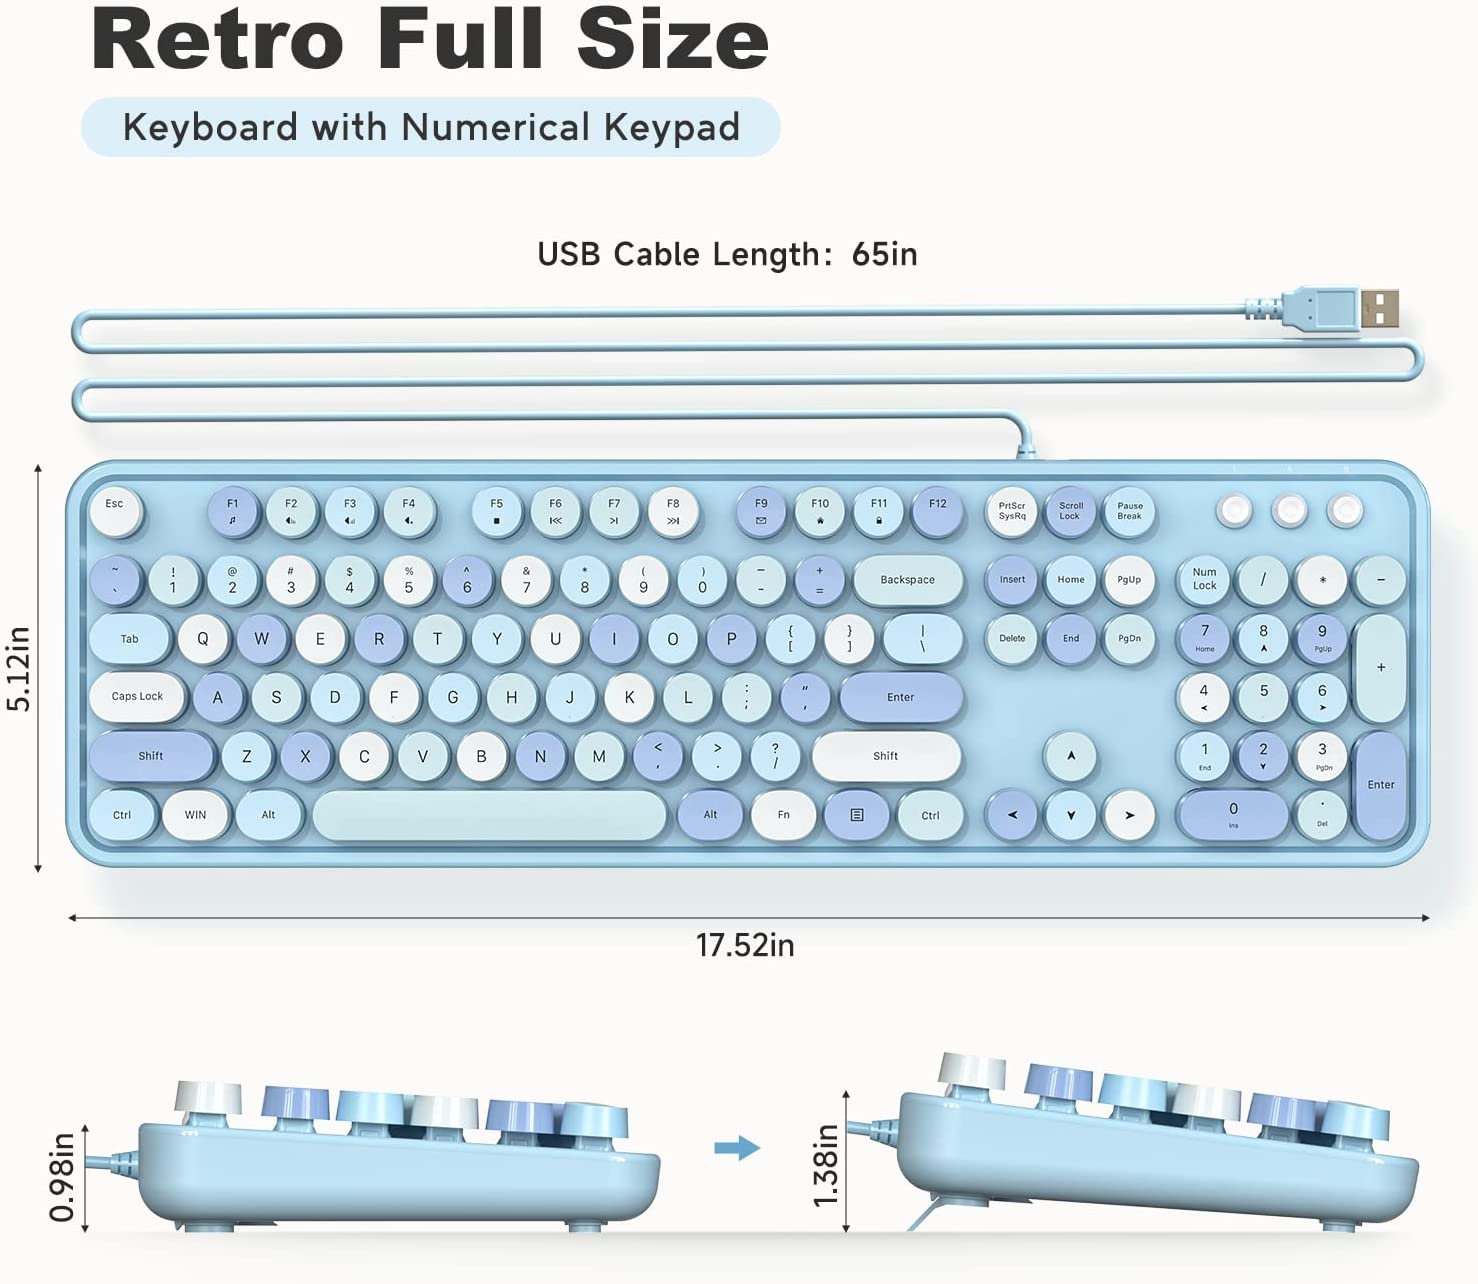 Retro Full Size
Keyboard with Numerical Keypad
USB Cable Length: 65in
Esc F1 F2 F3 F4 F5 F6 F7 F8 F9 F10 F11 F12 PrtScr SysRq Scroll Lock Pause Break
~ ` ! 1 @ 2 # 3 $ 4 % 5 ^ 6 & 7 * 8 ( 9 ) 0 _ - + = Backspace Insert Home PgUp Num Lock / * -
Tab Q W E R T Y U I O P { [ } ] | \ Delete End PgDn 7 Home 8 9 PgUp +
Caps Lock A S D F G H J K L : ; " ' Enter 4 5 6
Shift Z X C V B N M < , > . ? / Shift 1 End 2 3 PgDn Enter
Ctrl WIN Alt Alt Fn Ctrl 0 Ins . Del
5.12in
17.52in
0.98in
1.38in